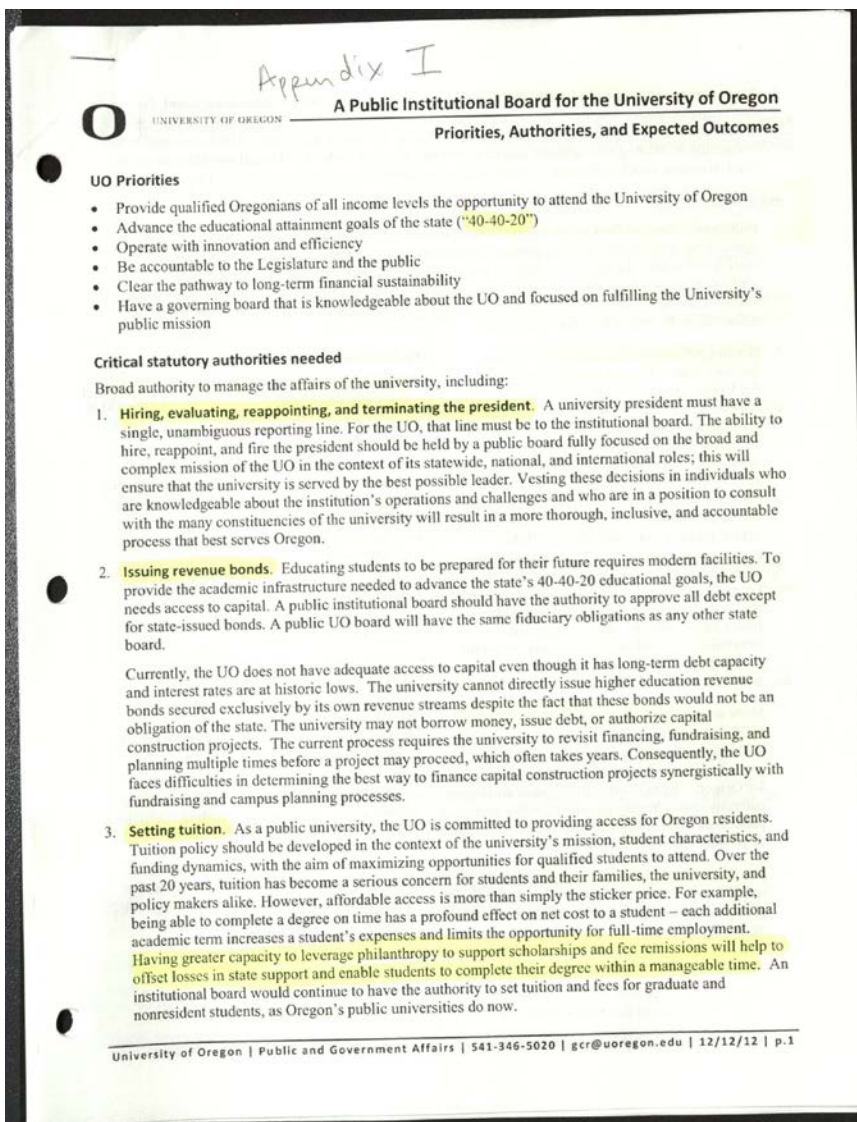 Appendix I
O
UNIVERSITY OF OREGON
A Public Institutional Board for the University of Oregon
Priorities, Authorities, and Expected Outcomes
UO Priorities
• Provide qualified Oregonians of all income levels the opportunity to attend the University of Oregon
• Advance the educational attainment goals of the state (“40-40-20”)
• Operate with innovation and efficiency
• Be accountable to the Legislature and the public
• Clear the pathway to long-term financial sustainability
• Have a governing board that is knowledgeable about the UO and focused on fulfilling the University’s
public mission
Critical statutory authorities needed
Broad authority to manage the affairs of the university, including:
1. Hiring, evaluating, reappointing, and terminating the president. A university president must have a
single, unambiguous reporting line. For the UO, that line must be to the institutional board. The ability to
hire, reappoint, and fire the president should be held by a public board fully focused on the broad and
complex mission of the UO in the context of its statewide, national, and international roles; this will
ensure that the university is served by the best possible leader. Vesting these decisions in individuals who
are knowledgeable about the institution’s operations and challenges and who are in a position to consult
with the many constituencies of the university will result in a more thorough, inclusive, and accountable
process that best serves Oregon.
2. Issuing revenue bonds. Educating students to be prepared for their future requires modern facilities. To
provide the academic infrastructure needed to advance the state’s 40-40-20 educational goals, the UO
needs access to capital. A public institutional board should have the authority to approve all debt except
for state-issued bonds. A public UO board will have the same fiduciary obligations as any other state
board.
Currently, the UO does not have adequate access to capital even though it has long-term debt capacity
and interest rates are at historic lows. The university cannot directly issue higher education revenue
bonds secured exclusively by its own revenue streams despite the fact that these bonds would not be an
obligation of the state. The university may not borrow money, issue debt, or authorize capital
construction projects. The current process requires the university to revisit financing, fundraising, and
planning multiple times before a project may proceed, which often takes years. Consequently, the UO
faces difficulties in determining the best way to finance capital construction projects synergistically with
fundraising and campus planning processes.
3. Setting tuition. As a public university, the UO is committed to providing access for Oregon residents.
Tuition policy should be developed in the context of the university’s mission, student characteristics, and
funding dynamics, with the aim of maximizing opportunities for qualified students to attend. Over the
past 20 years, tuition has become a serious concern for students and their families, the university, and
policy makers alike. However, affordable access is more than simply the sticker price. For example,
being able to complete a degree on time has a profound effect on net cost to a student – each additional
academic term increases a student’s expenses and limits the opportunity for full-time employment.
Having greater capacity to leverage philanthropy to support scholarships and fee remissions will help to
offset losses in state support and enable students to complete their degree within a manageable time. An
institutional board would continue to have the authority to set tuition and fees for graduate and
nonresident students, as Oregon’s public universities do now.
University of Oregon | Public and Government Affairs | 541-346-5020 | gcr@uoregon.edu | 12/12/12 | p.1